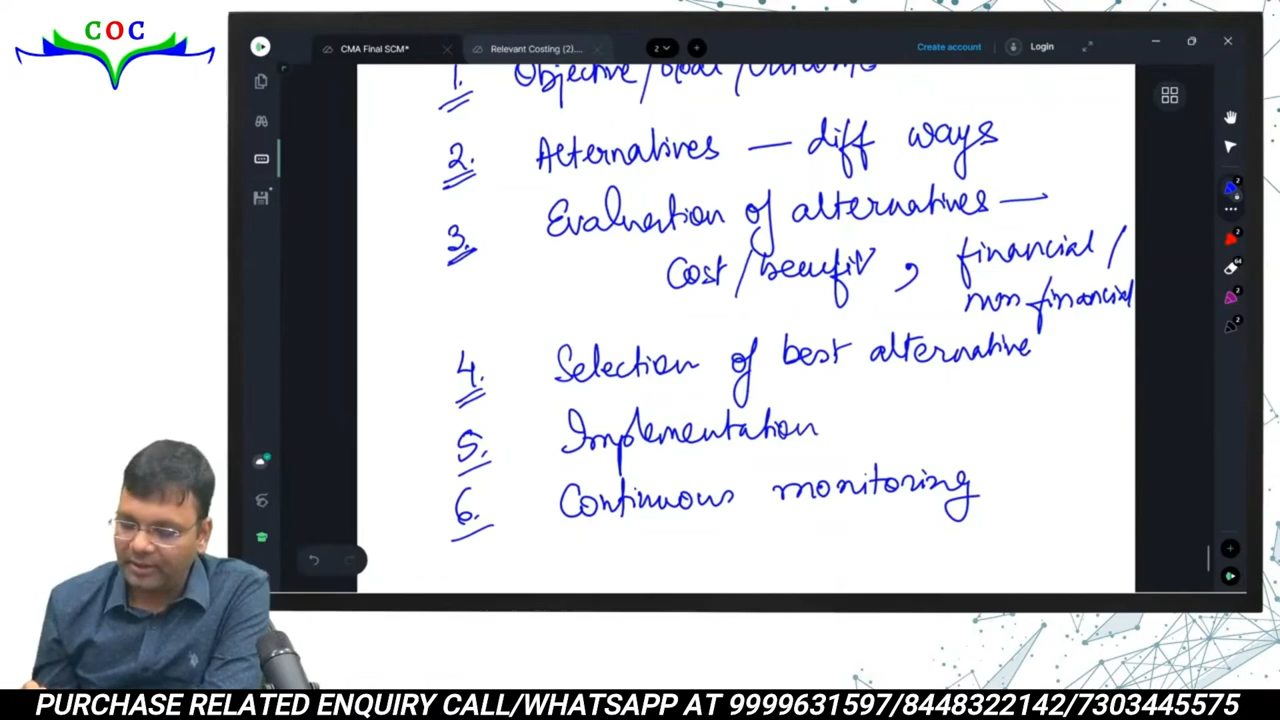 COC
CMA Final SCM*
Relevant Costing (2)....
2
Create account
Login
1. Objective/Goal/
2. Alternatives — diff ways
3. Evaluation of alternatives —
Cost/benefit, financial/
non-financial
4. Selection of best alternative
5. Implementation
6. Continuous monitoring
PURCHASE RELATED ENQUIRY CALL/WHATSAPP AT 9999631597/8448322142/7303445575